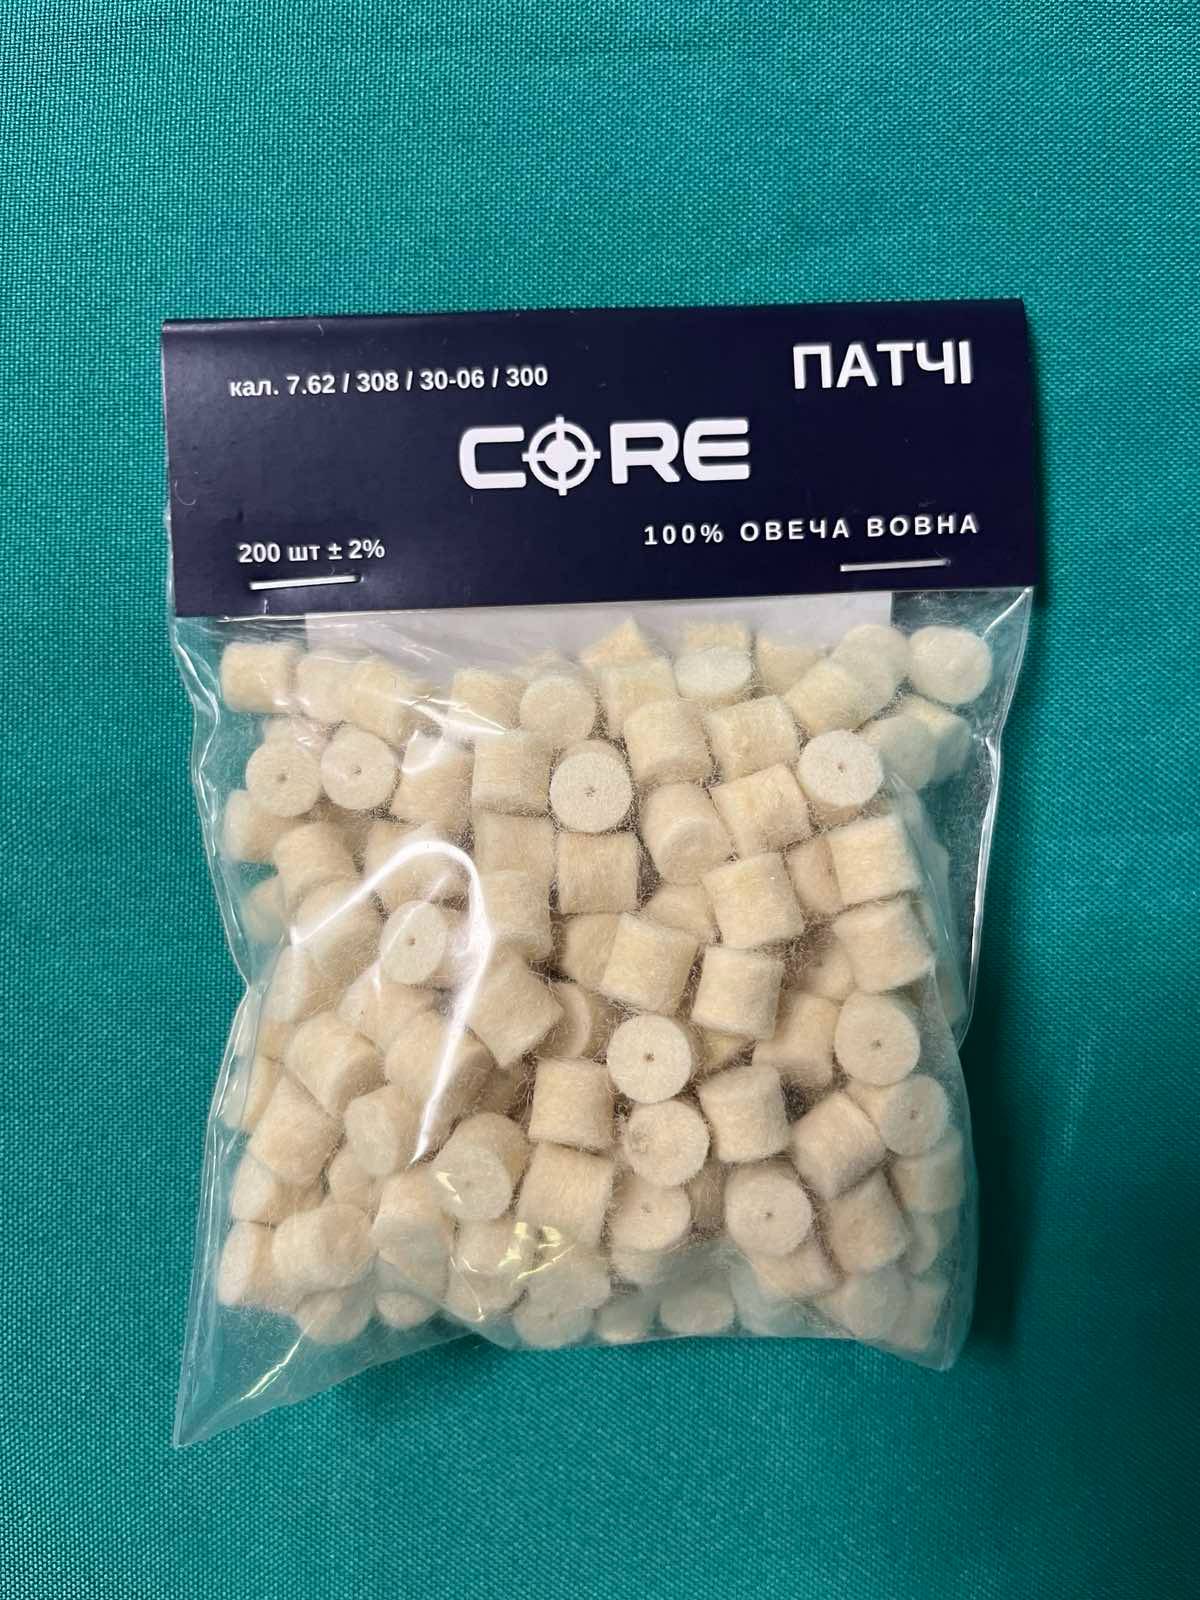 ПАТЧІ
кал. 7.62 / 308 / 30-06 / 300
CORE
100% ОВЕЧА ВОВНА
200 шт ± 2%